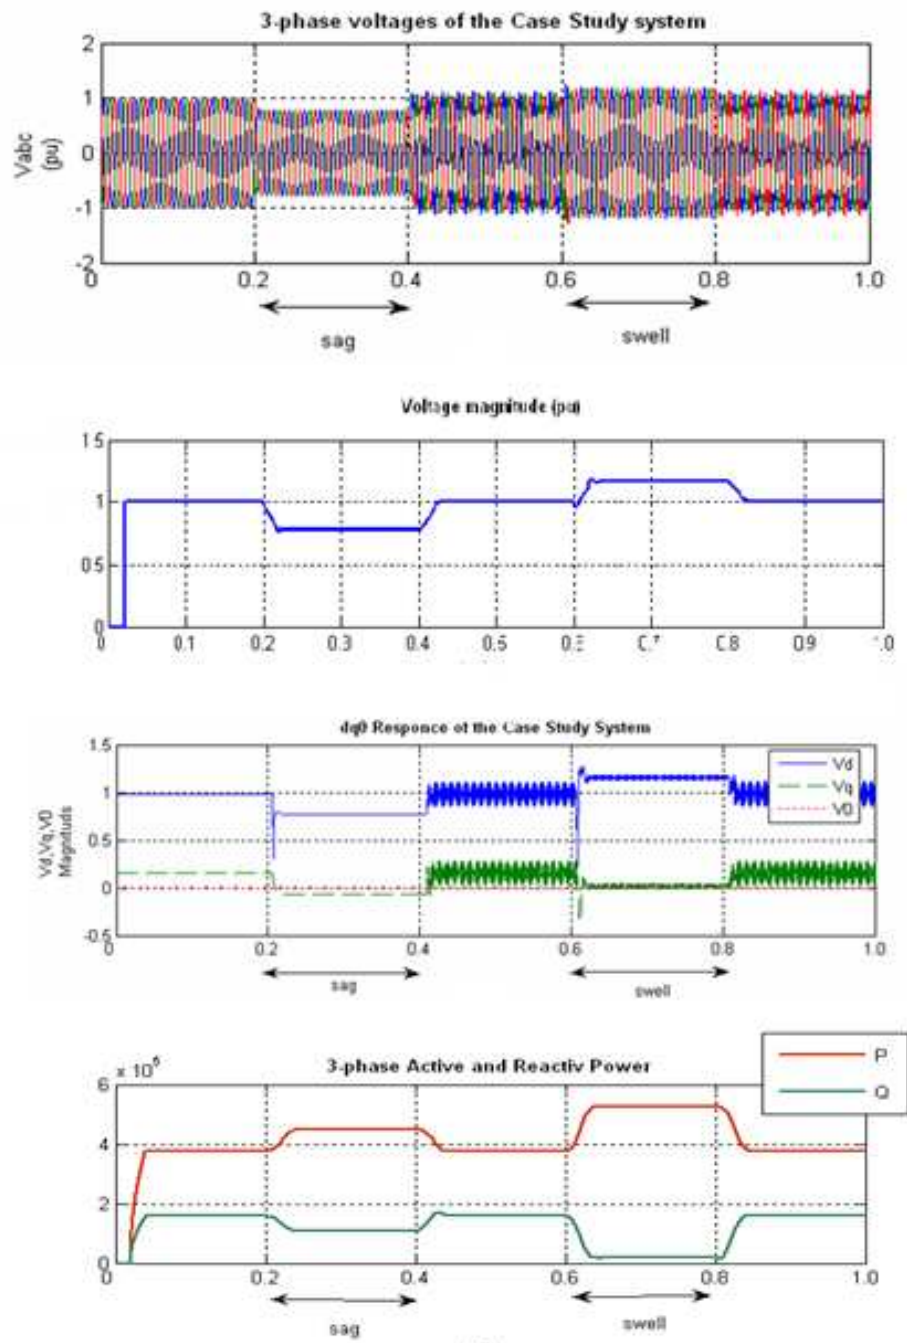 3-phase voltages of the Case Study system
Vabc
(pu)
2
1
0
-1
-2
0 0.2 0.4 0.6 0.8 1.0
sag swell
Voltage magnitude (pu)
1.5
1
0.5
0
0 0.1 0.2 0.3 0.4 0.5 0.9
dq0 Responce of the Case Study System
Vd,Vq,V0
Magnituds
1.5
1
0.5
0
-0.5
Vd
Vq
V0
0 0.2 0.4 0.6 0.8 1.0
sag swell
3-phase Active and Reactiv Power
P
Q
6
4
2
0
0 0.2 0.4 0.6 0.8 1.0
sag swell